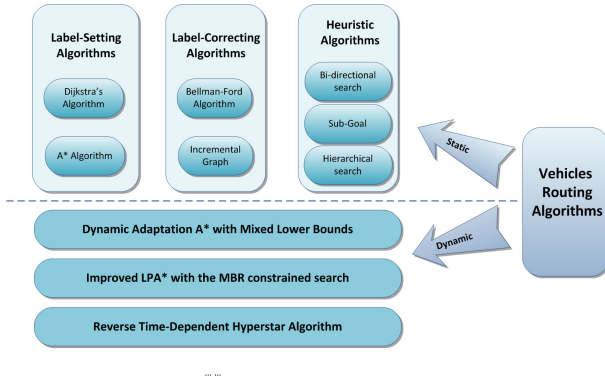 Label-Setting
Algorithms
Dijkstra's
Algorithm
A* Algorithm
Label-Correcting
Algorithms
Bellman-Ford
Algorithm
Incremental
Graph
Heuristic
Algorithms
Bi-directional
search
Sub-Goal
Hierarchical
search
Static
Vehicles
Routing
Algorithms
Dynamic
Dynamic Adaptation A* with Mixed Lower Bounds
Improved LPA* with the MBR constrained search
Reverse Time-Dependent Hyperstar Algorithm
... ...